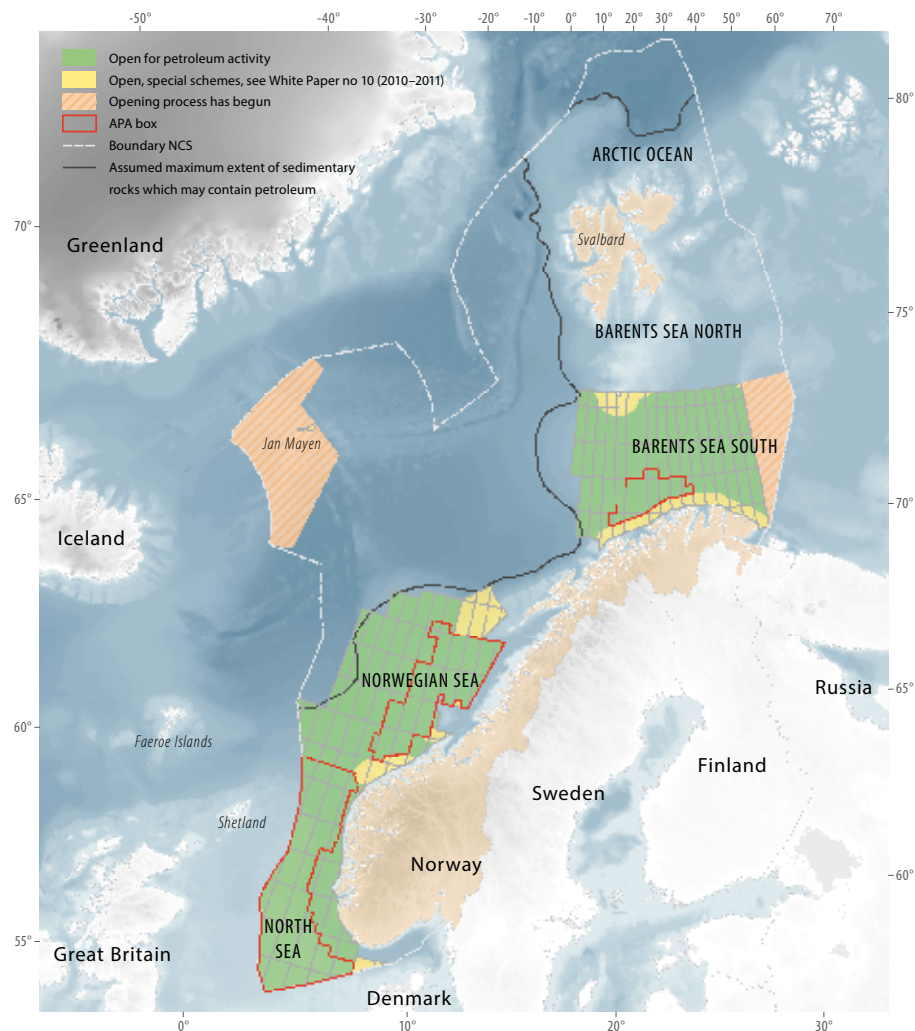 -50°
-40°
-30°
-20°
-10°
0°
10°
20°
30°
40°
50°
60°
70°
Open for petroleum activity
Open, special schemes, see White Paper no 10 (2010–2011)
Opening process has begun
APA box
Boundary NCS
Assumed maximum extent of sedimentary
rocks which may contain petroleum
80°
ARCTIC OCEAN
70°
Greenland
Svalbard
75°
BARENTS SEA NORTH
Jan Mayen
BARENTS SEA SOUTH
65°
70°
Iceland
NORWEGIAN SEA
Russia
65°
60°
Faeroe Islands
Finland
Sweden
Shetland
Norway
60°
NORTH
SEA
55°
Great Britain
Denmark
0°
10°
20°
30°